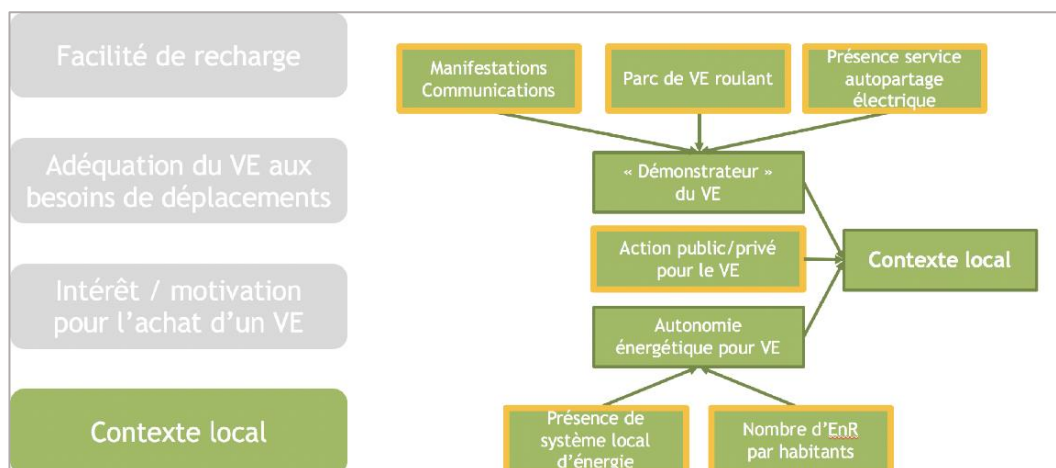 Facilité de recharge
Adéquation du VE aux
besoins de déplacements
Intérêt / motivation
pour l'achat d'un VE
Contexte local
Manifestations
Communications
Parc de VE roulant
Présence service
autopartage
électrique
« Démonstrateur »
du VE
Action public/privé
pour le VE
Contexte local
Autonomie
énergétique pour VE
Présence de
système local
d'énergie
Nombre d'EnR
par habitants